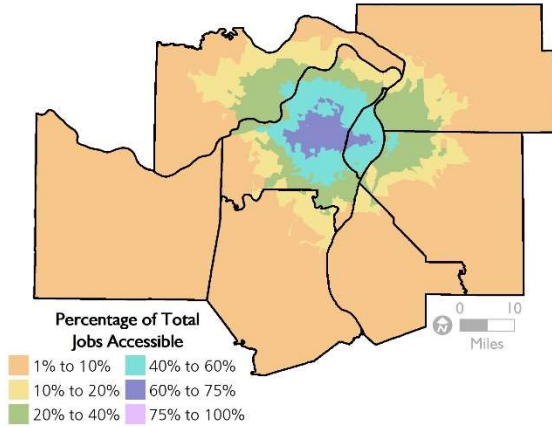 0 10
Miles
Percentage of Total
Jobs Accessible
1% to 10% 40% to 60%
10% to 20% 60% to 75%
20% to 40% 75% to 100%